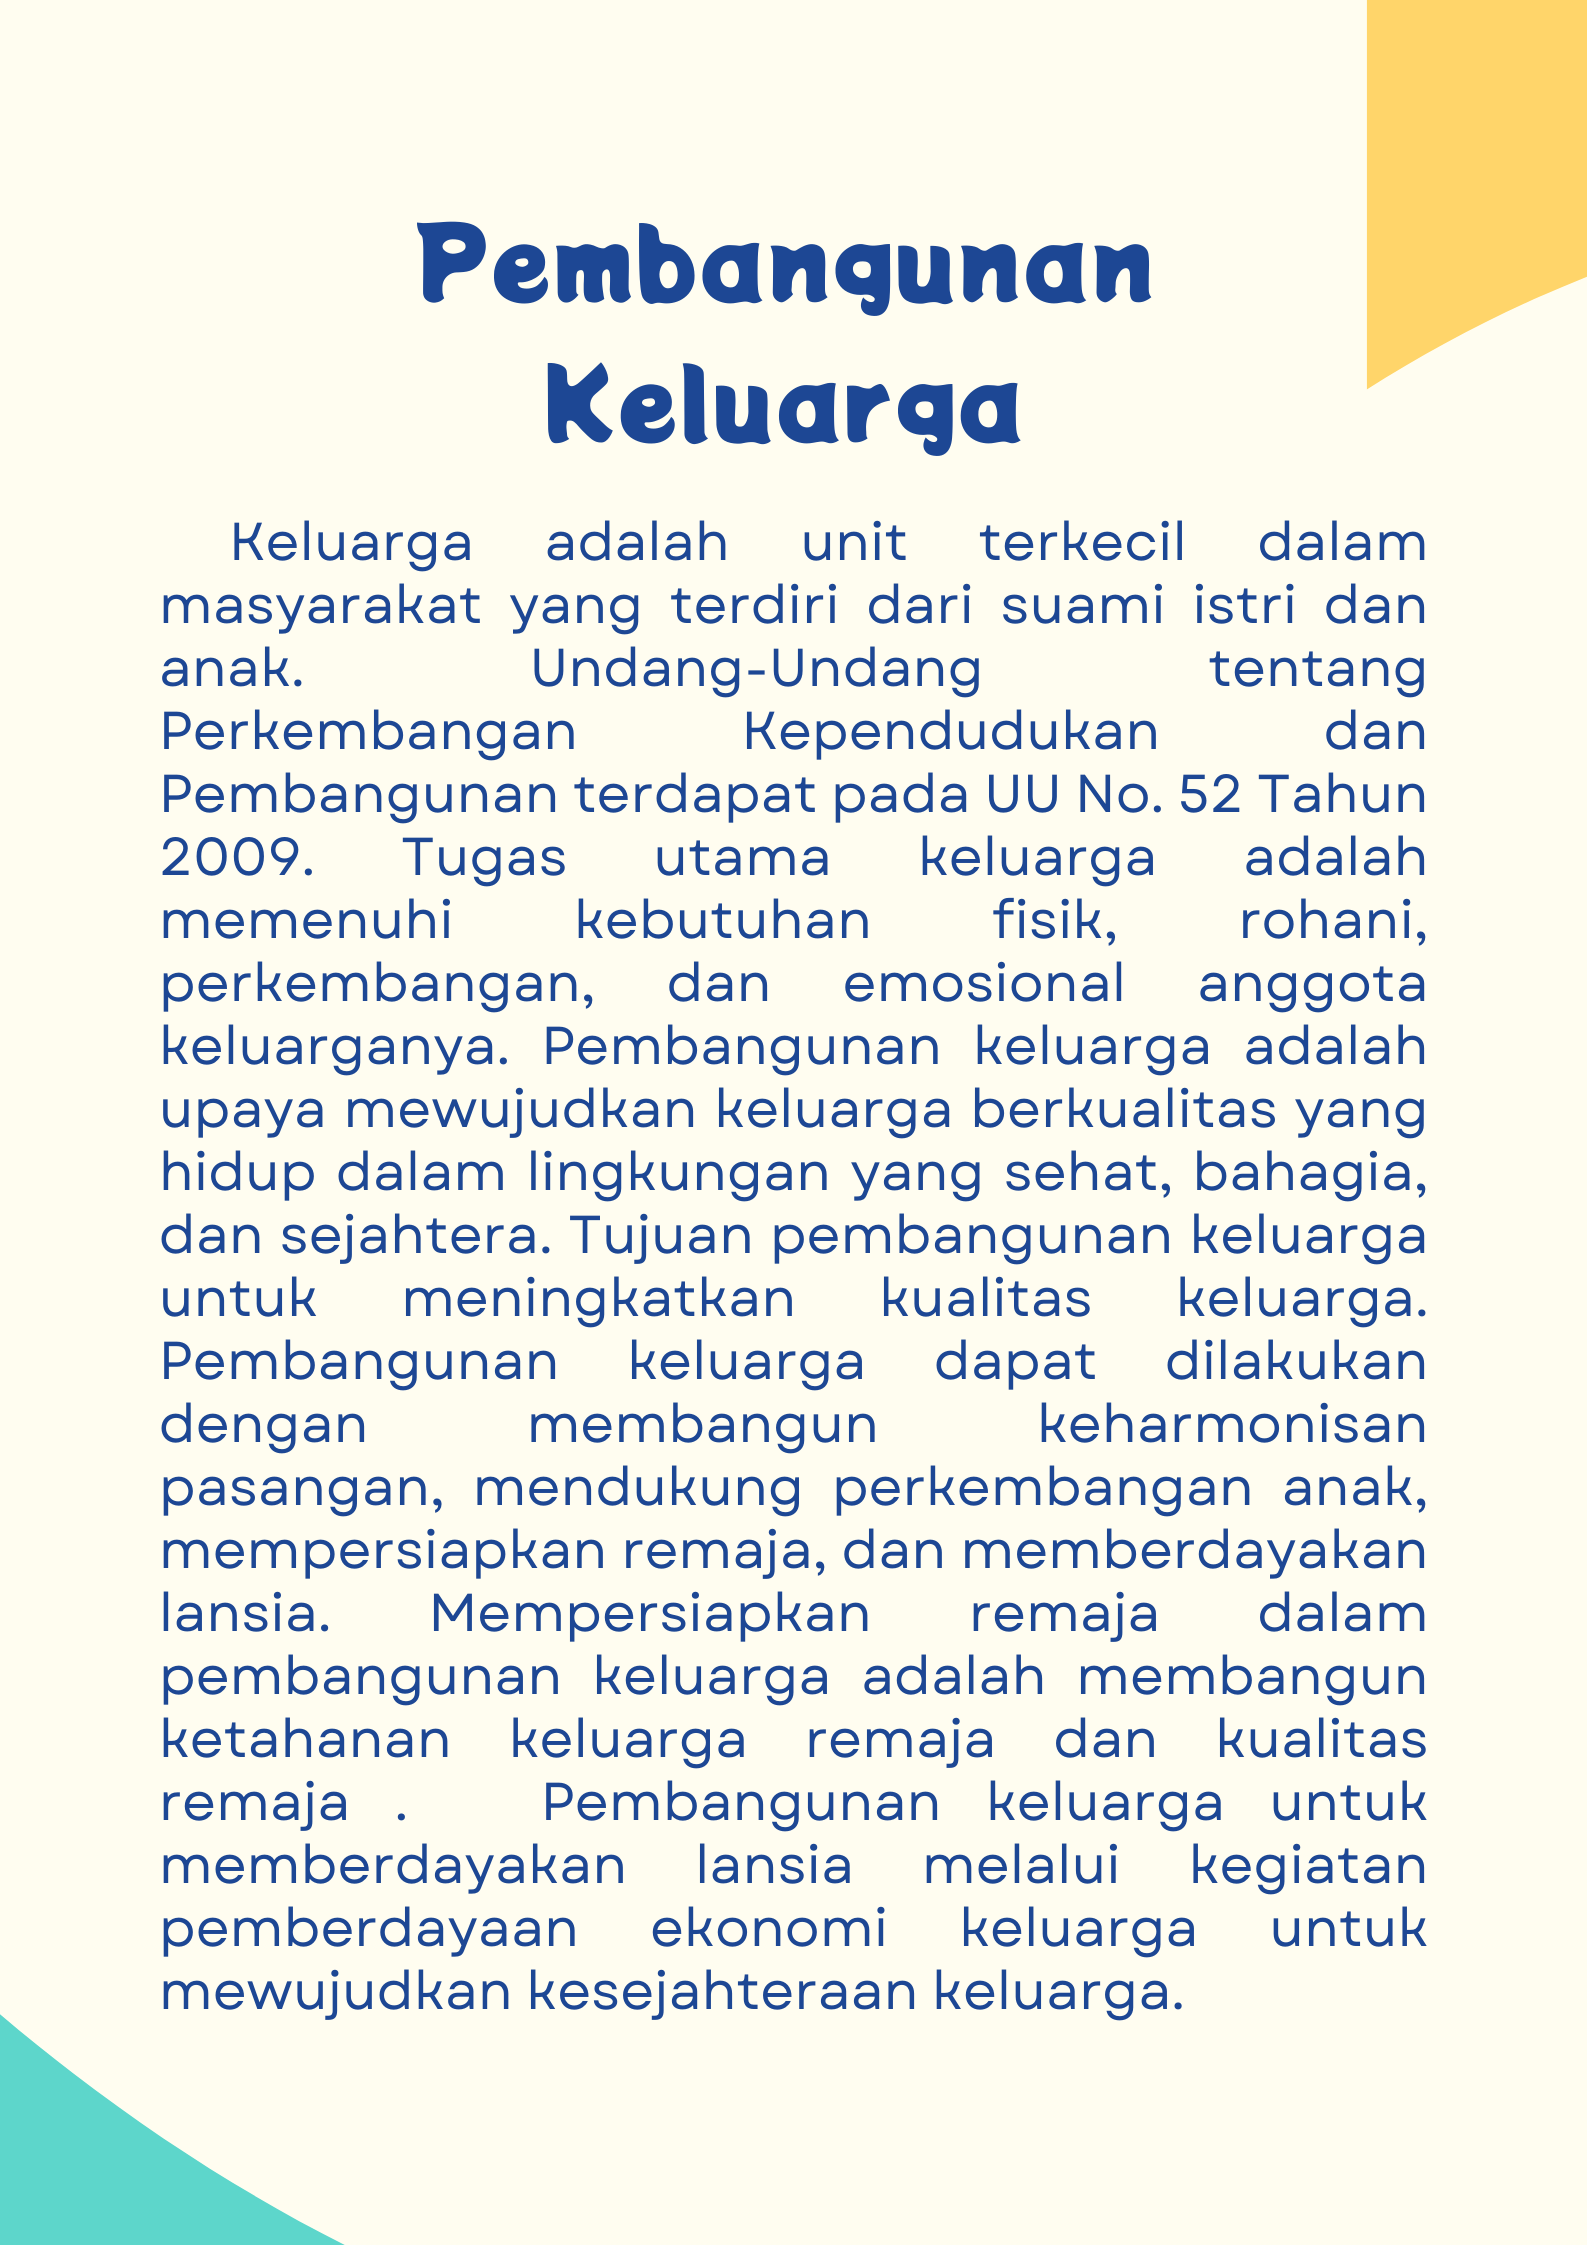 Pembangunan
Keluarga
Keluarga adalah unit terkecil dalam
masyarakat yang terdiri dari suami istri dan
anak. Undang-Undang tentang
Perkembangan Kependudukan dan
Pembangunan terdapat pada UU No. 52 Tahun
2009. Tugas utama keluarga adalah
memenuhi kebutuhan fisik, rohani,
perkembangan, dan emosional anggota
keluarganya. Pembangunan keluarga adalah
upaya mewujudkan keluarga berkualitas yang
hidup dalam lingkungan yang sehat, bahagia,
dan sejahtera. Tujuan pembangunan keluarga
untuk meningkatkan kualitas keluarga.
Pembangunan keluarga dapat dilakukan
dengan membangun keharmonisan
pasangan, mendukung perkembangan anak,
mempersiapkan remaja, dan memberdayakan
lansia. Mempersiapkan remaja dalam
pembangunan keluarga adalah membangun
ketahanan keluarga remaja dan kualitas
remaja . Pembangunan keluarga untuk
memberdayakan lansia melalui kegiatan
pemberdayaan ekonomi keluarga untuk
mewujudkan kesejahteraan keluarga.